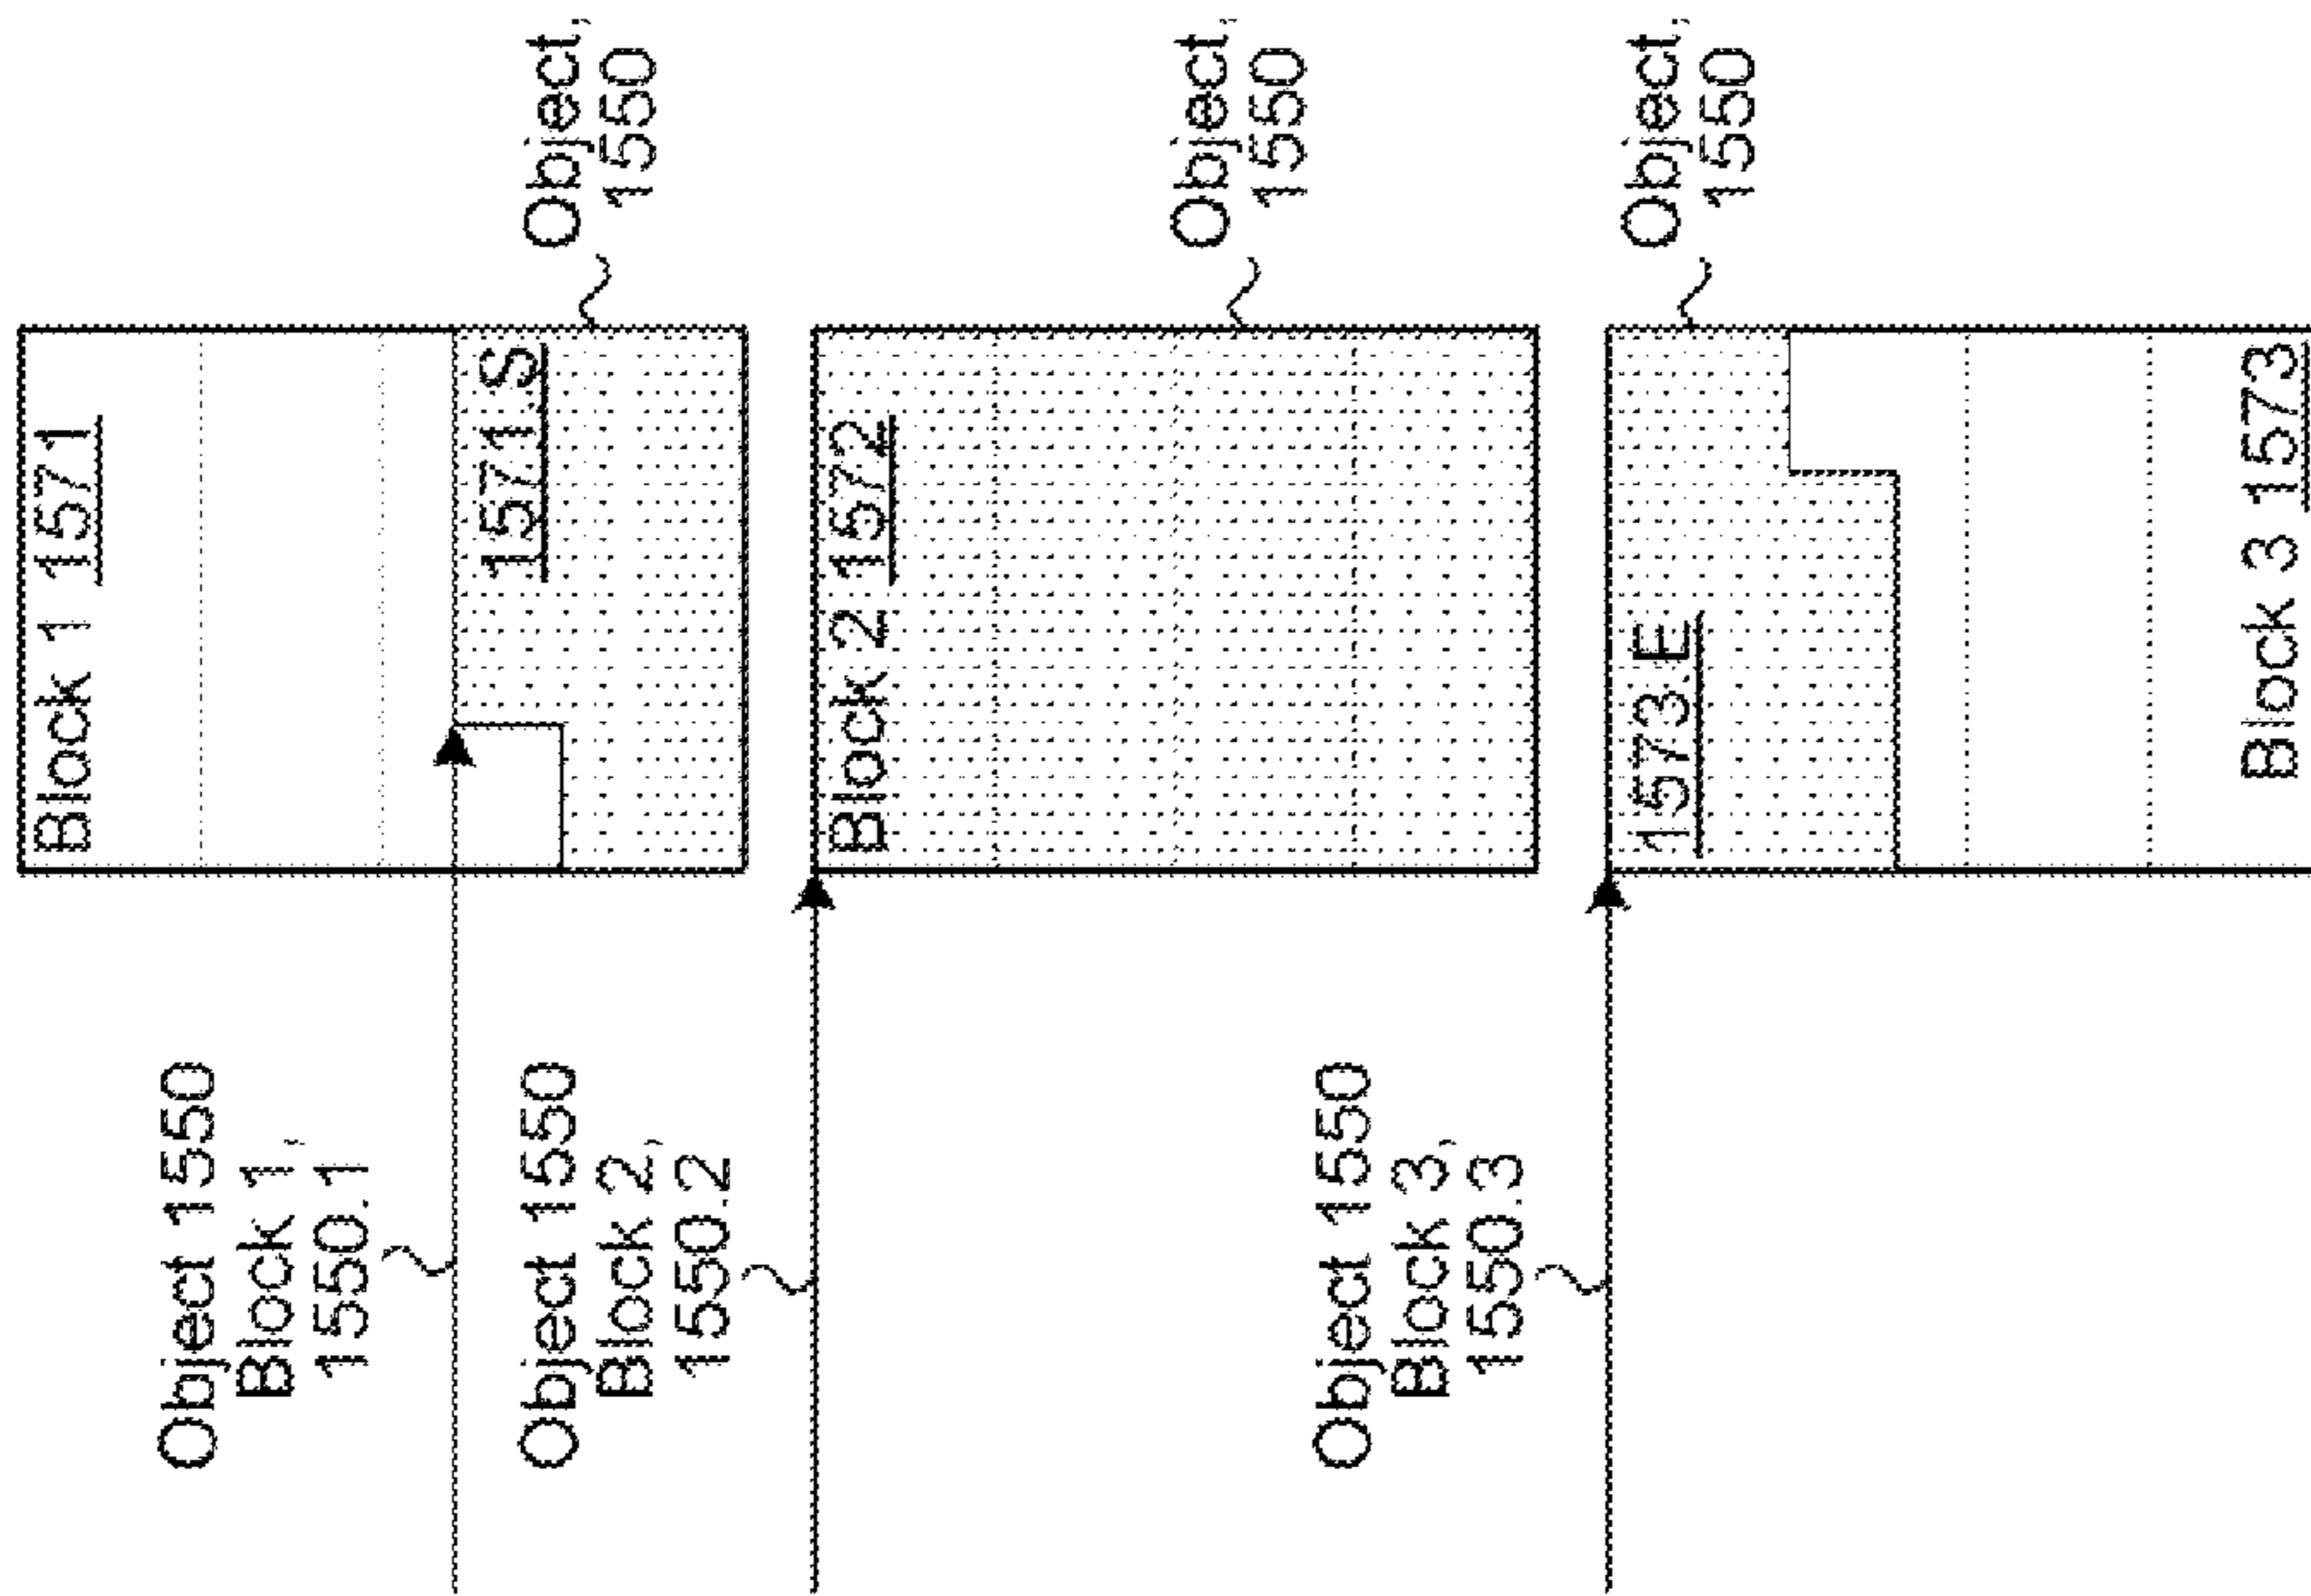 Block 1 1571
Object 1550
Block 1,
1550.1
1571.S
Object,
1550
Object 1550
Block 2,
1550.2
Block 2 1572
Object,
1550
Object 1550
Block 3,
1550.3
1573.E
Object,
1550
Block 3 1573